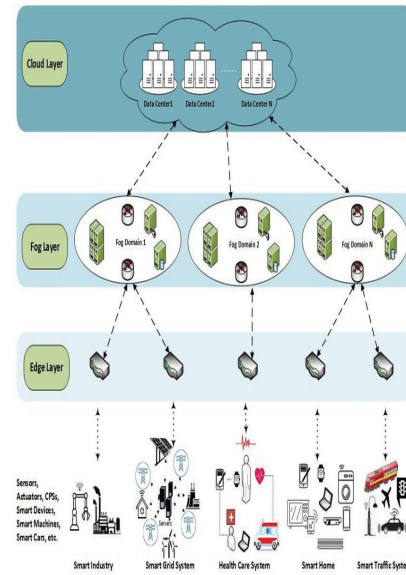 Cloud Layer
Data Center1
Data Center2
......
Data Center N
Fog Layer
Fog Domain 1
Fog Domain 2
Fog Domain N
Edge Layer
Sensors,
Actuators, CPSs,
Smart Devices,
Smart Machines,
Smart Cars, etc.
Servers
Smart Industry
Smart Grid System
Health Care System
Smart Home
Smart Traffic Syste